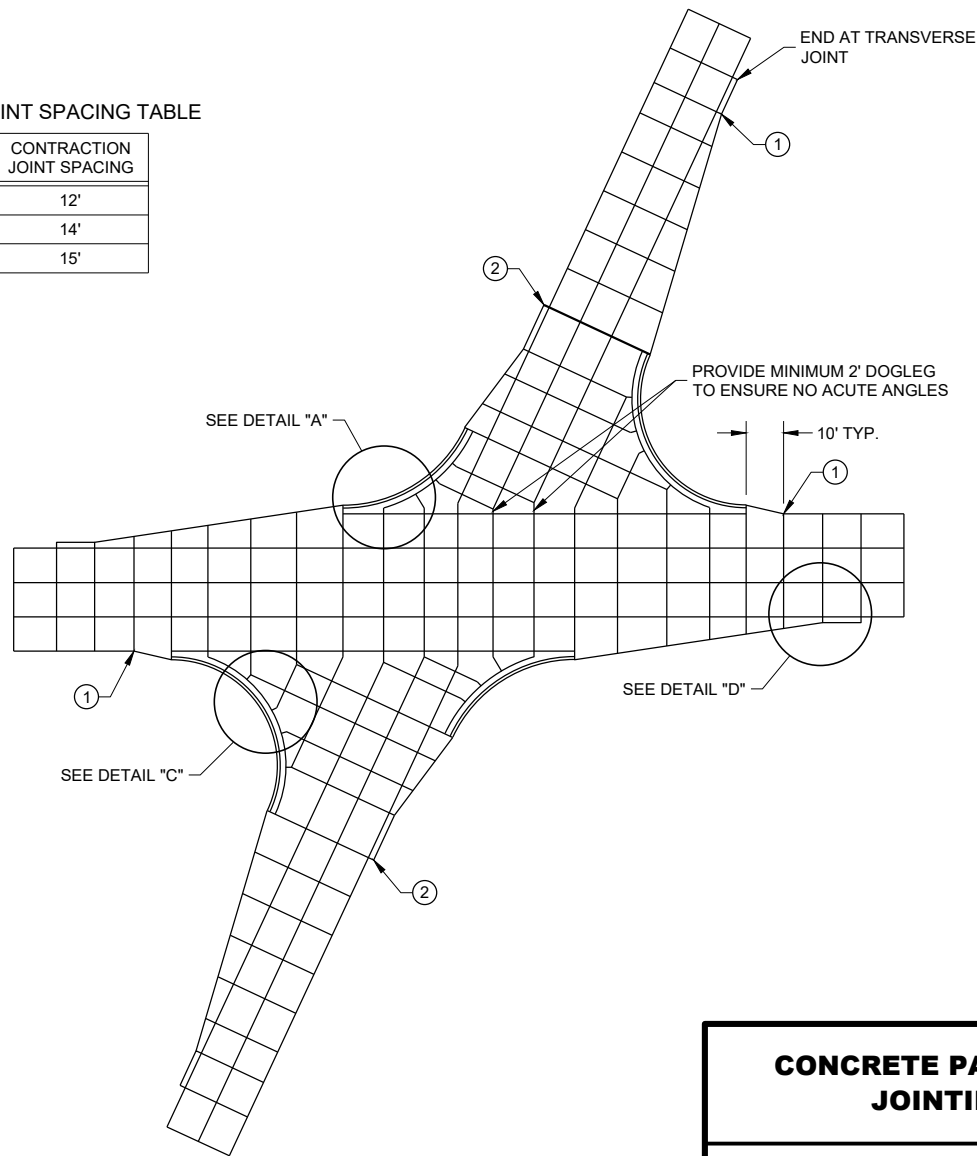 END AT TRANSVERSE
JOINT
INT SPACING TABLE
CONTRACTION
JOINT SPACING
12'
14'
15'
1
2
PROVIDE MINIMUM 2' DOGLEG
TO ENSURE NO ACUTE ANGLES
SEE DETAIL "A"
10' TYP.
1
1
SEE DETAIL "D"
SEE DETAIL "C"
2
CONCRETE PA
JOINTI